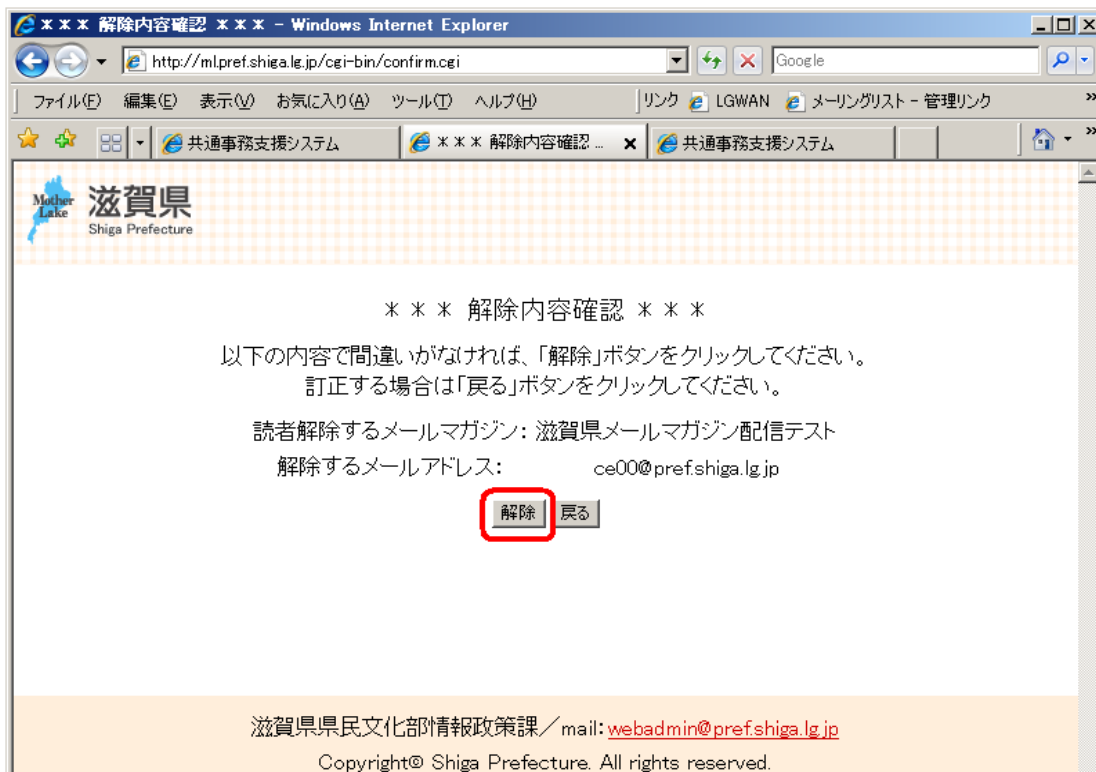 ＊＊＊ 解除内容確認 ＊＊＊ - Windows Internet Explorer
http://ml.pref.shiga.lg.jp/cgi-bin/confirm.cgi
Google
ファイル(F) 編集(E) 表示(V) お気に入り(A) ツール(T) ヘルプ(H) リンク LGWAN メーリングリスト - 管理リンク »
共通事務支援システム ＊＊＊ 解除内容確認 ... 共通事務支援システム »
Mother Lake 滋賀県
Shiga Prefecture
＊＊＊ 解除内容確認 ＊＊＊
以下の内容で間違いがなければ、「解除」ボタンをクリックしてください。
訂正する場合は「戻る」ボタンをクリックしてください。
読者解除するメールマガジン: 滋賀県メールマガジン配信テスト
解除するメールアドレス: ce00@pref.shiga.lg.jp
解除 戻る
滋賀県県民文化部情報政策課／mail:webadmin@pref.shiga.lg.jp
Copyright© Shiga Prefecture. All rights reserved.